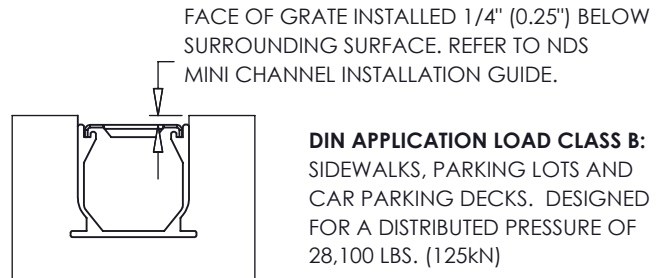 FACE OF GRATE INSTALLED 1/4" (0.25") BELOW
SURROUNDING SURFACE. REFER TO NDS
MINI CHANNEL INSTALLATION GUIDE.
DIN APPLICATION LOAD CLASS B:
SIDEWALKS, PARKING LOTS AND
CAR PARKING DECKS. DESIGNED
FOR A DISTRIBUTED PRESSURE OF
28,100 LBS. (125kN)